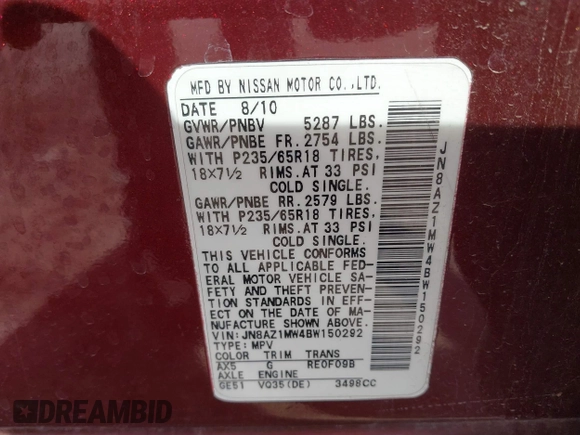 MFD BY NISSAN MOTOR CO.,LTD.
DATE 8/10
GVWR/PNBV 5287 LBS.
GAWR/PNBE FR. 2754 LBS.
WITH P235/65R18 TIRES,
18×7½ RIMS.AT 33 PSI
COLD SINGLE.
GAWR/PNBE RR. 2579 LBS.
WITH P235/65R18 TIRES,
18×7½ RIMS.AT 33 PSI
COLD SINGLE.
THIS VEHICLE CONFORMS
TO ALL APPLICABLE FED-
ERAL MOTOR VEHICLE SA-
FETY AND THEFT PREVEN-
TION STANDARDS IN EFF-
ECT ON THE DATE OF MA-
NUFACTURE SHOWN ABOVE.
VIN: JN8AZ1MW4BW150292
TYPE: MPV
COLOR TRIM TRANS
AX5 G RE0F09B
AXLE ENGINE
GE51 VQ35(DE) 3498CC
JN8AZ1MW4BW150292
DREAMBID